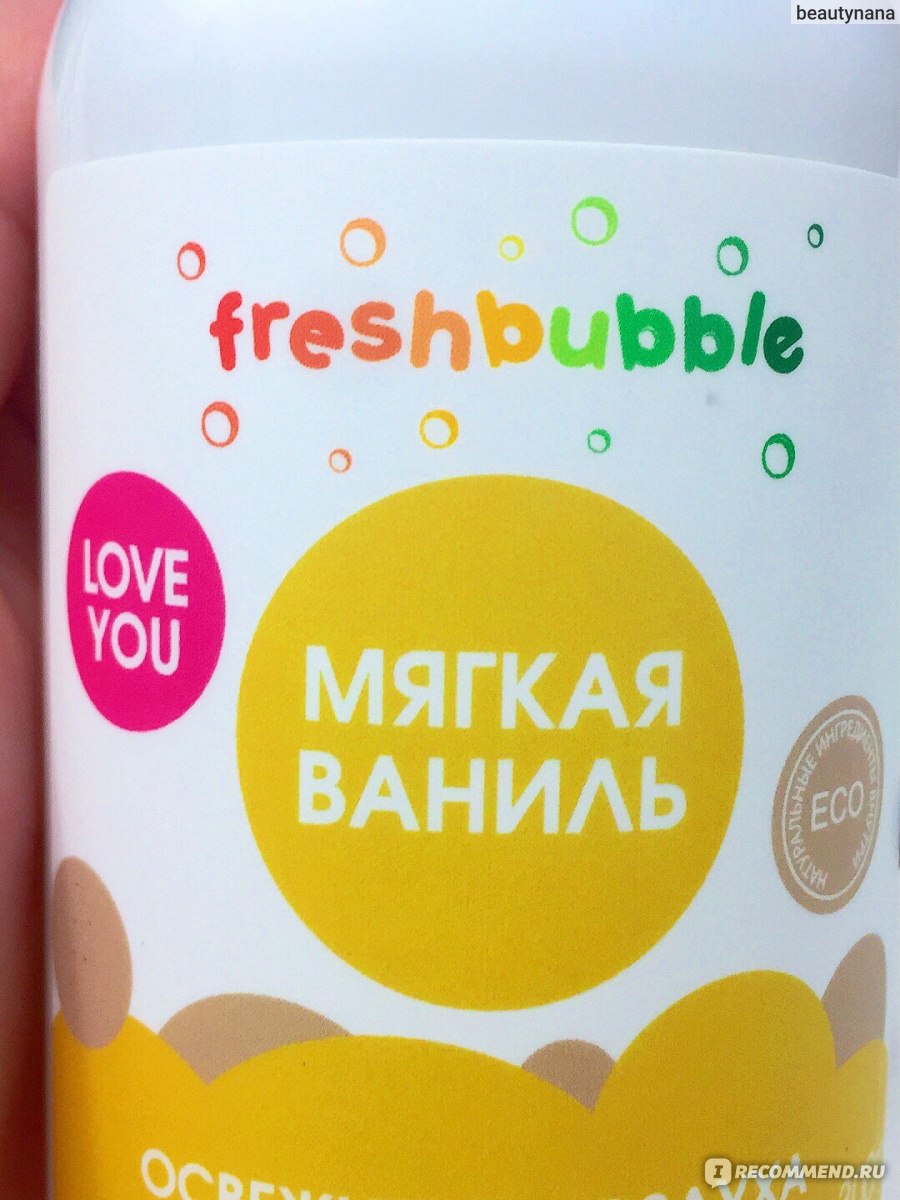 beautynana
freshbubble
LOVE
YOU
МЯГКАЯ
ВАНИЛЬ
НАТУРАЛЬНЫЕ ИНГРЕДИЕНТЫ ВНУТРИ
ECO
IRECOMMEND.RU